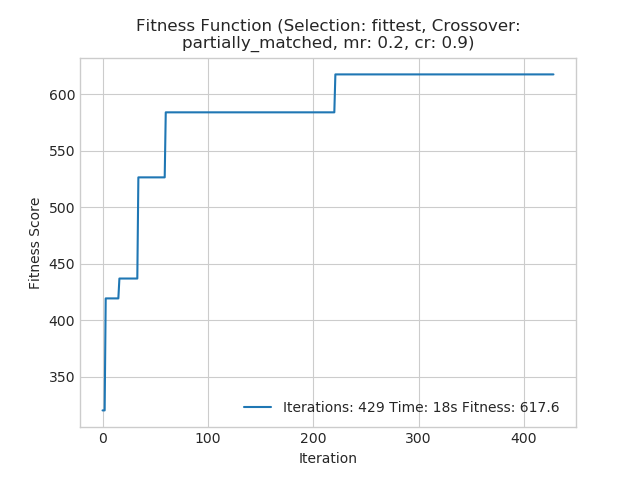 Fitness Function (Selection: fittest, Crossover:
partially_matched, mr: 0.2, cr: 0.9)
600
550
500
450
400
350
Fitness Score
Iterations: 429 Time: 18s Fitness: 617.6
0 100 200 300 400
Iteration